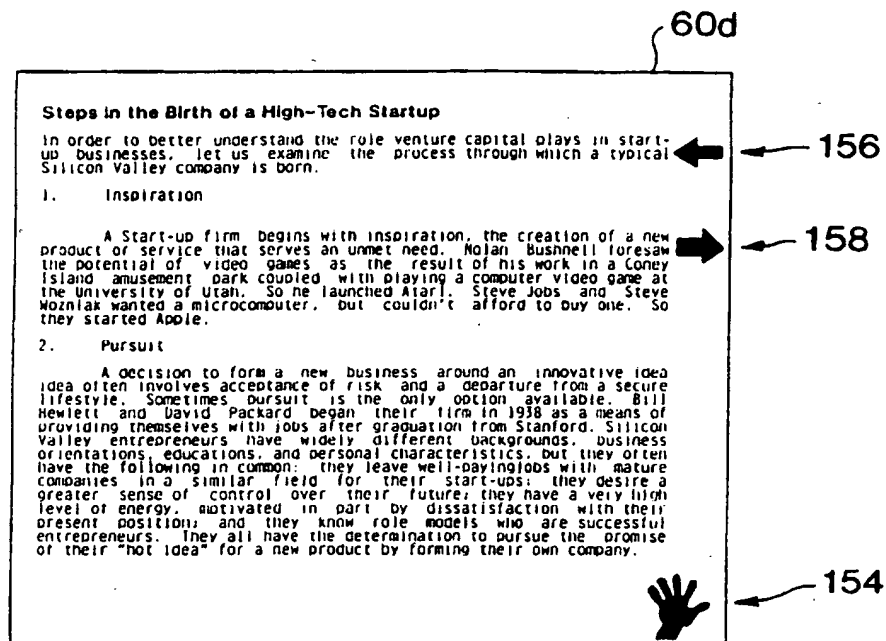 60d
Steps in the Birth of a High-Tech Startup
In order to better understand the role venture capital plays in start-
up businesses, let us examine the process through which a typical
Silicon Valley company is born.
156
1. Inspiration
A Start-up firm begins with inspiration, the creation of a new
product or service that serves an unmet need. Nolan Bushnell foresaw
158
the potential of video games as the result of his work in a Coney
Island amusement park coupled with playing a computer video game at
the University of Utah. So he launched Atari. Steve Jobs and Steve
Wozniak wanted a microcomputer, but couldn't afford to buy one. So
they started Apple.
2. Pursuit
A decision to form a new business around an innovative idea
idea often involves acceptance of risk and a departure from a secure
lifestyle. Sometimes pursuit is the only option available. Bill
Hewlett and David Packard began their firm in 1938 as a means of
providing themselves with jobs after graduation from Stanford. Silicon
Valley entrepreneurs have widely different backgrounds, business
orientations, educations, and personal characteristics, but they often
have the following in common: they leave well-payingjobs with mature
companies in a similar field for their start-ups; they desire a
greater sense of control over their future; they have a very high
level of energy, motivated in part by dissatisfaction with their
present position; and they know role models who are successful
entrepreneurs. They all have the determination to pursue the promise
of their "hot idea" for a new product by forming their own company.
154